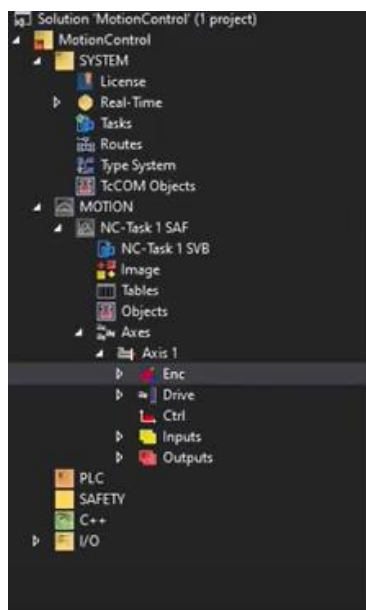 Solution 'MotionControl' (1 project)
MotionControl
SYSTEM
License
Real-Time
Tasks
Routes
Type System
TcCOM Objects
MOTION
NC-Task 1 SAF
NC-Task 1 SVB
Image
Tables
Objects
Axes
Axis 1
Enc
Drive
Ctrl
Inputs
Outputs
PLC
SAFETY
C++
I/O